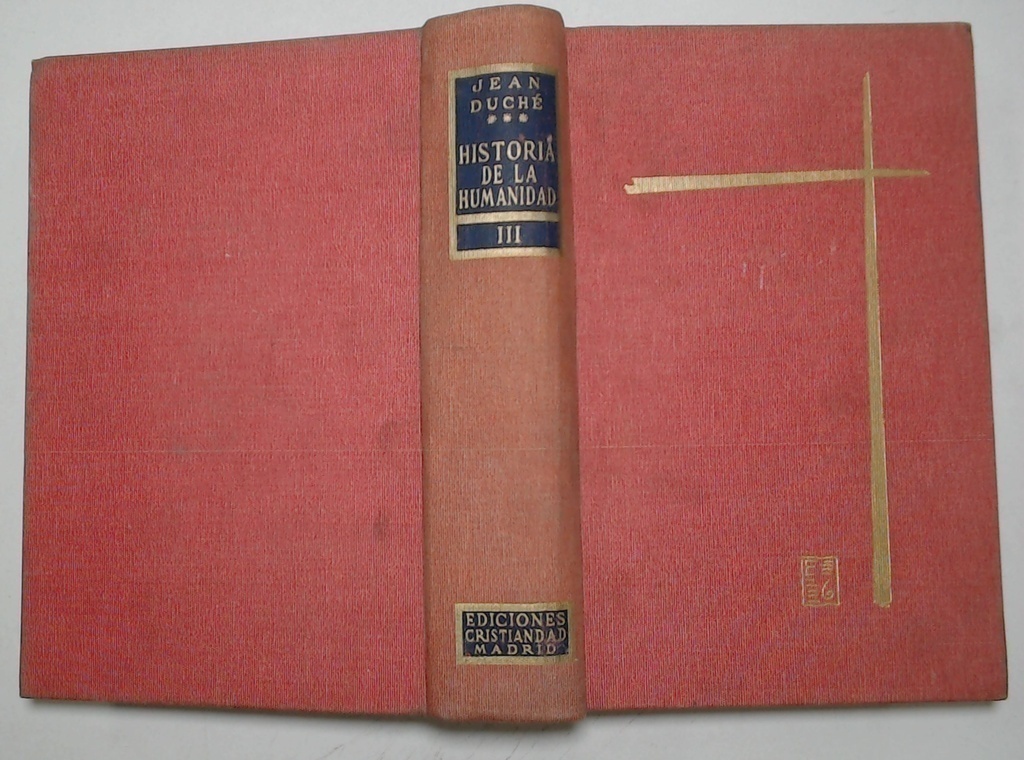 JEAN
DUCHÉ
* * *
HISTORIA
DE LA
HUMANIDAD
III
EDICIONES
CRISTIANDAD
MADRID